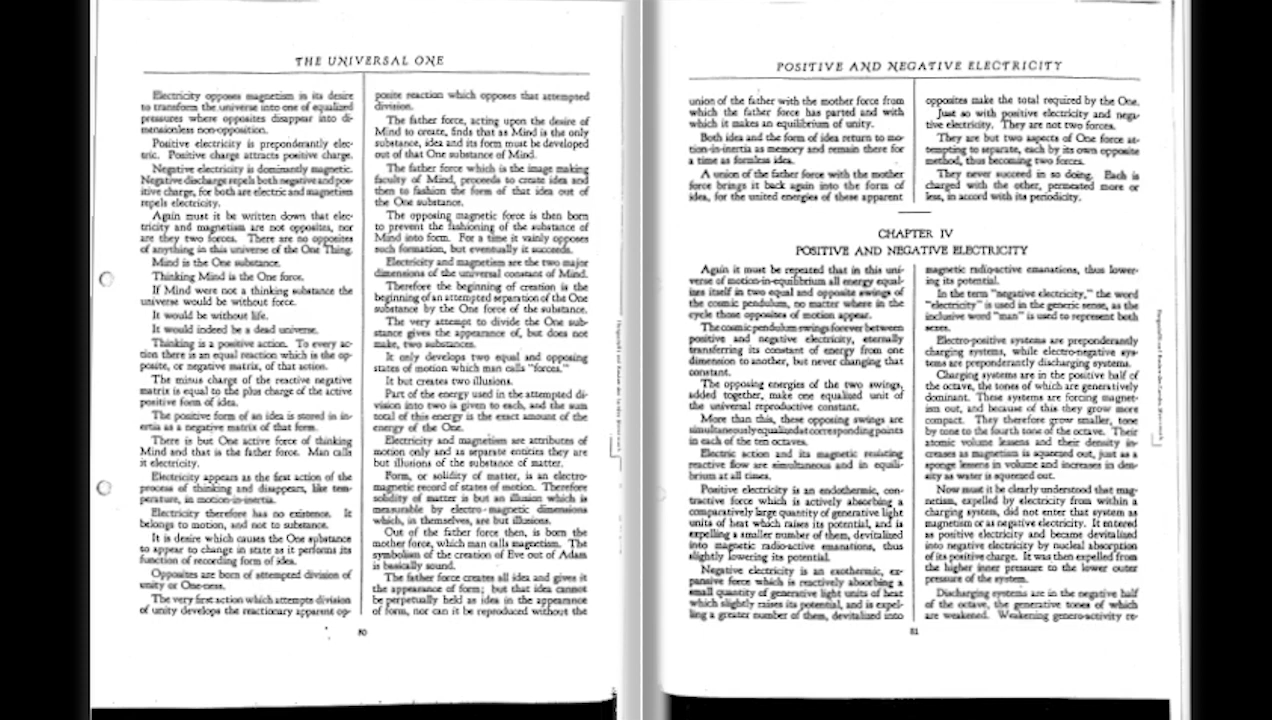 THE UNIVERSAL ONE
Electricity opposes magnetism in its desire
to transform the universe into one of equalized
pressures where opposites disappear into di-
mensionless non-opposition.
Positive electricity is preponderantly elec-
tric. Positive charge attracts positive charge.
Negative electricity is dominantly magnetic.
Negative discharge repels both negative and pos-
itive charge, for both are electric and magnetism
repels electricity.
Again must it be written down that elec-
tricity and magnetism are not opposites, nor
are they two forces. There are no opposites
of anything in this universe of the One Thing.
Mind is the One substance.
Thinking Mind is the One force.
If Mind were not a thinking substance the
universe would be without force.
It would be without life.
It would indeed be a dead universe.
Thinking is a positive action. To every ac-
tion there is an equal reaction which is the op-
posite, or negative matrix, of that action.
The minus charge of the reactive negative
matrix is equal to the plus charge of the active
positive form of idea.
The positive form of an idea is stored in in-
ertia as a negative matrix of that form.
There is but One active force of thinking
Mind and that is the father force. Man calls
it electricity.
Electricity appears as the first action of the
process of thinking and disappears, like tem-
perature, in motion-in-inertia.
Electricity therefore has no existence. It
belongs to motion, and not to substance.
It is desire which causes the One substance
to appear to change in state as it performs its
function of recording form of idea.
Opposites are born of attempted division of
unity or One-ness.
The very first action which attempts division
of unity develops the reactionary apparent op-
posite reaction which opposes that attempted
division.
The father force, acting upon the desire of
Mind to create, finds that as Mind is the only
substance, idea and its form must be developed
out of that One substance of Mind.
The father force which is the image making
faculty of Mind, proceeds to create idea and
then to fashion the form of that idea out of
the One substance.
The opposing magnetic force is then born
to prevent the fashioning of the substance of
Mind into form. For a time it vainly opposes
such formation, but eventually it succeeds.
Electricity and magnetism are the two major
dimensions of the universal constant of Mind.
Therefore the beginning of creation is the
beginning of an attempted separation of the One
substance by the One force of the substance.
The very attempt to divide the One sub-
stance gives the appearance of, but does not
make, two substances.
It only develops two equal and opposing
states of motion which man calls "forces."
It but creates two illusions.
Part of the energy used in the attempted di-
vision into two is given to each, and the sum
total of this energy is the exact amount of the
energy of the One.
Electricity and magnetism are attributes of
motion only and as separate entities they are
but illusions of the substance of matter.
Form, or solidity of matter, is an electro-
magnetic record of states of motion. Therefore
solidity of matter is but an illusion which is
measurable by electro-magnetic dimensions
which, in themselves, are but illusions.
Out of the father force then, is born the
mother force, which man calls magnetism. The
symbolism of the creation of Eve out of Adam
is basically sound.
The father force creates all idea and gives it
the appearance of form; but that idea cannot
be perpetually held as idea in the appearance
of form, nor can it be reproduced without the
80
POSITIVE AND NEGATIVE ELECTRICITY
union of the father with the mother force from
which the father force has parted and with
which it makes an equilibrium of unity.
Both idea and the form of idea return to mo-
tion-in-inertia as memory and remain there for
a time as formless idea.
A union of the father force with the mother
force brings it back again into the form of
idea, for the united energies of these apparent
opposites make the total required by the One.
Just so with positive electricity and nega-
tive electricity. They are not two forces.
They are but two aspects of One force at-
tempting to separate, each by its own opposite
method, thus becoming two forces.
They never succeed in so doing. Each is
charged with the other, permeated more or
less, in accord with its periodicity.
CHAPTER IV
POSITIVE AND NEGATIVE ELECTRICITY
Again it must be repeated that in this uni-
verse of motion-in-equilibrium all energy equal-
izes itself in two equal and opposite swings of
the cosmic pendulum, no matter where in the
cycle those opposites of motion appear.
The cosmic pendulum swings forever between
positive and negative electricity, eternally
transferring its constant of energy from one
dimension to another, but never changing that
constant.
The opposing energies of the two swings,
added together, make one equalized unit of
the universal reproductive constant.
More than this, these opposing swings are
simultaneously equalized at corresponding points
in each of the ten octaves.
Electric action and its magnetic resisting
reactive flow are simultaneous and in equili-
brium at all times.
Positive electricity is an endothermic, con-
tractive force which is actively absorbing a
comparatively large quantity of generative light
units of heat which raises its potential, and is
expelling a smaller number of them, devitalized
into magnetic radio-active emanations, thus
slightly lowering its potential.
Negative electricity is an exothermic, ex-
pansive force which is reactively absorbing a
small quantity of generative light units of heat
which slightly raises its potential, and is expel-
ling a greater number of them, devitalized into
magnetic radio-active emanations, thus lower-
ing its potential.
In the term "negative electricity," the word
"electricity" is used in the generic sense, as the
inclusive word "man" is used to represent both
sexes.
Electro-positive systems are preponderantly
charging systems, while electro-negative sys-
tems are preponderantly discharging systems.
Charging systems are in the positive half of
the octave, the tones of which are generatively
dominant. These systems are forcing magnet-
ism out, and because of this they grow more
compact. They therefore grow smaller, tone
by tone to the fourth tone of the octave. Their
atomic volume lessens and their density in-
creases as magnetism is squeezed out, just as a
sponge lessens in volume and increases in den-
sity as water is squeezed out.
Now must it be clearly understood that mag-
netism, expelled by electricity from within a
charging system, did not enter that system as
magnetism or as negative electricity. It entered
as positive electricity and became devitalized
into negative electricity by nucleal absorption
of its positive charge. It was then expelled from
the higher inner pressure to the lower outer
pressure of the system.
Discharging systems are in the negative half
of the octave, the generative tones of which
are weakened. Weakening genero-activity re-
81